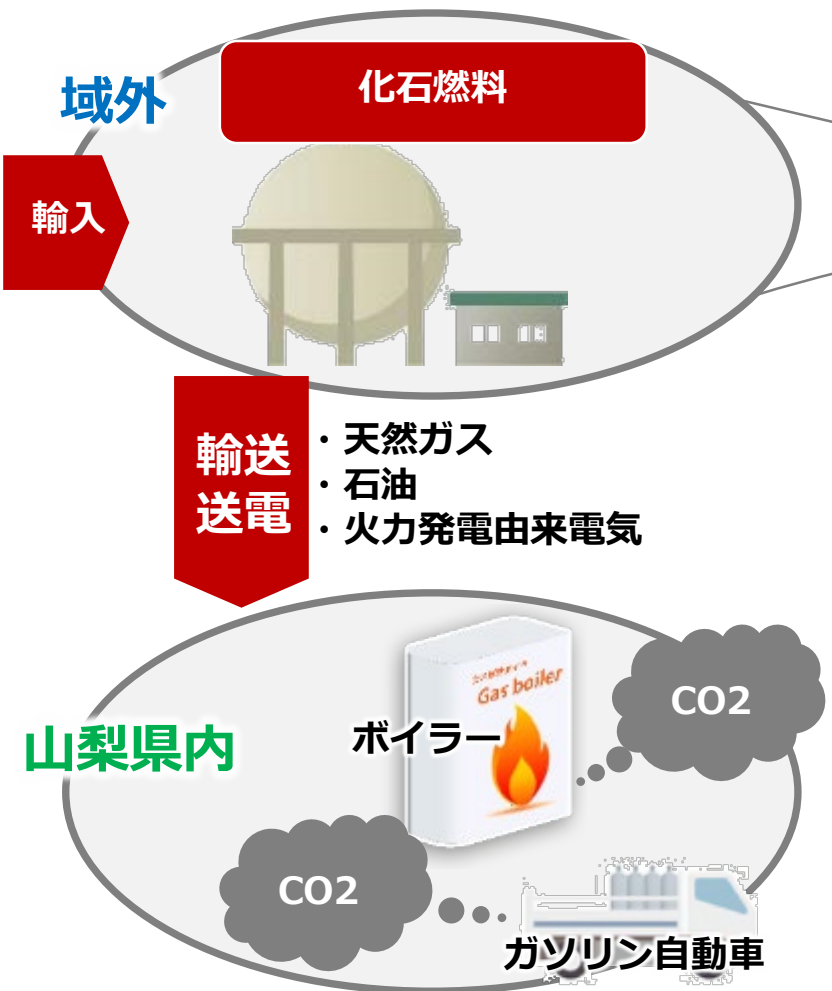 化石燃料
域外
輸入
輸送
送電
・天然ガス
・石油
・火力発電由来電気
Gas boiler
CO2
ボイラー
山梨県内
CO2
ガソリン自動車